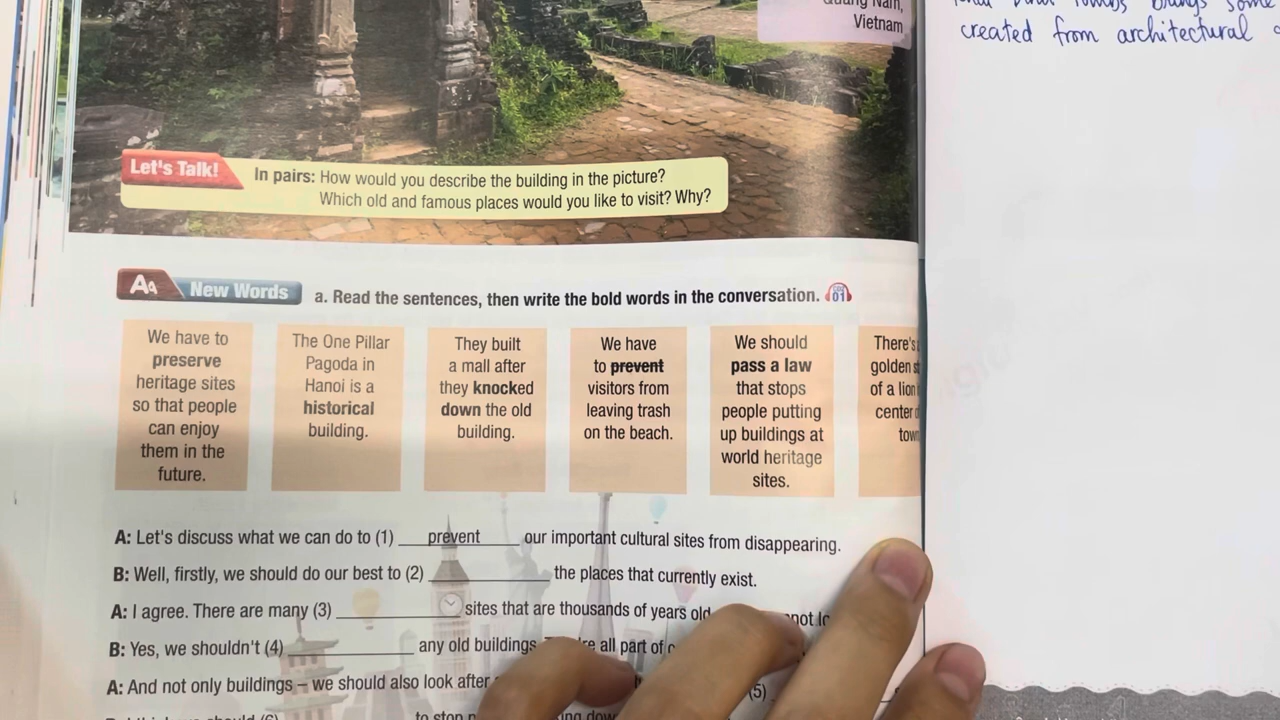 Quang Nam,
Vietnam
created from architectural
Let's Talk!
In pairs: How would you describe the building in the picture?
Which old and famous places would you like to visit? Why?
Aa New Words a. Read the sentences, then write the bold words in the conversation. CD2 01
We have to
preserve
heritage sites
so that people
can enjoy
them in the
future.
The One Pillar
Pagoda in
Hanoi is a
historical
building.
They built
a mall after
they knocked
down the old
building.
We have
to prevent
visitors from
leaving trash
on the beach.
We should
pass a law
that stops
people putting
up buildings at
world heritage
sites.
There's
golden
of a lion
center
A: Let's discuss what we can do to (1) prevent our important cultural sites from disappearing.
B: Well, firstly, we should do our best to (2) the places that currently exist.
A: I agree. There are many (3) sites that are thousands of years old
B: Yes, we shouldn't (4) any old buildings all part of
A: And not only buildings – we should also look after (5)
(6) to stop